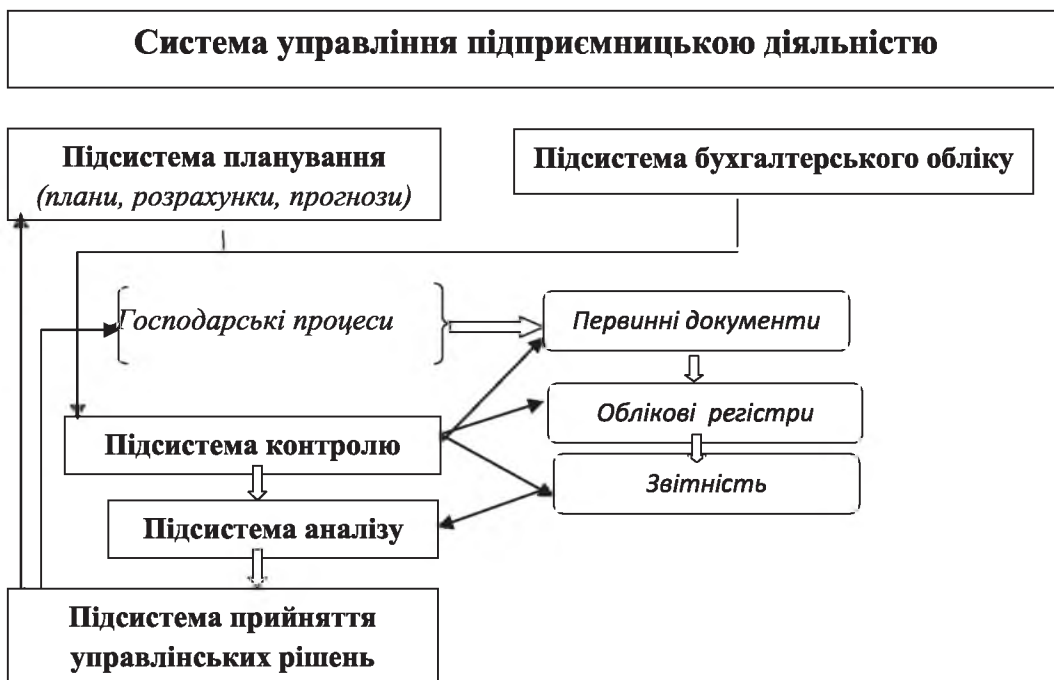 Система управління підприємницькою діяльністю
Підсистема планування
(плани, розрахунки, прогнози)
Підсистема бухгалтерського обліку
Господарські процеси
Первинні документи
Облікові регістри
Підсистема контролю
Звітність
Підсистема аналізу
Підсистема прийняття
управлінських рішень